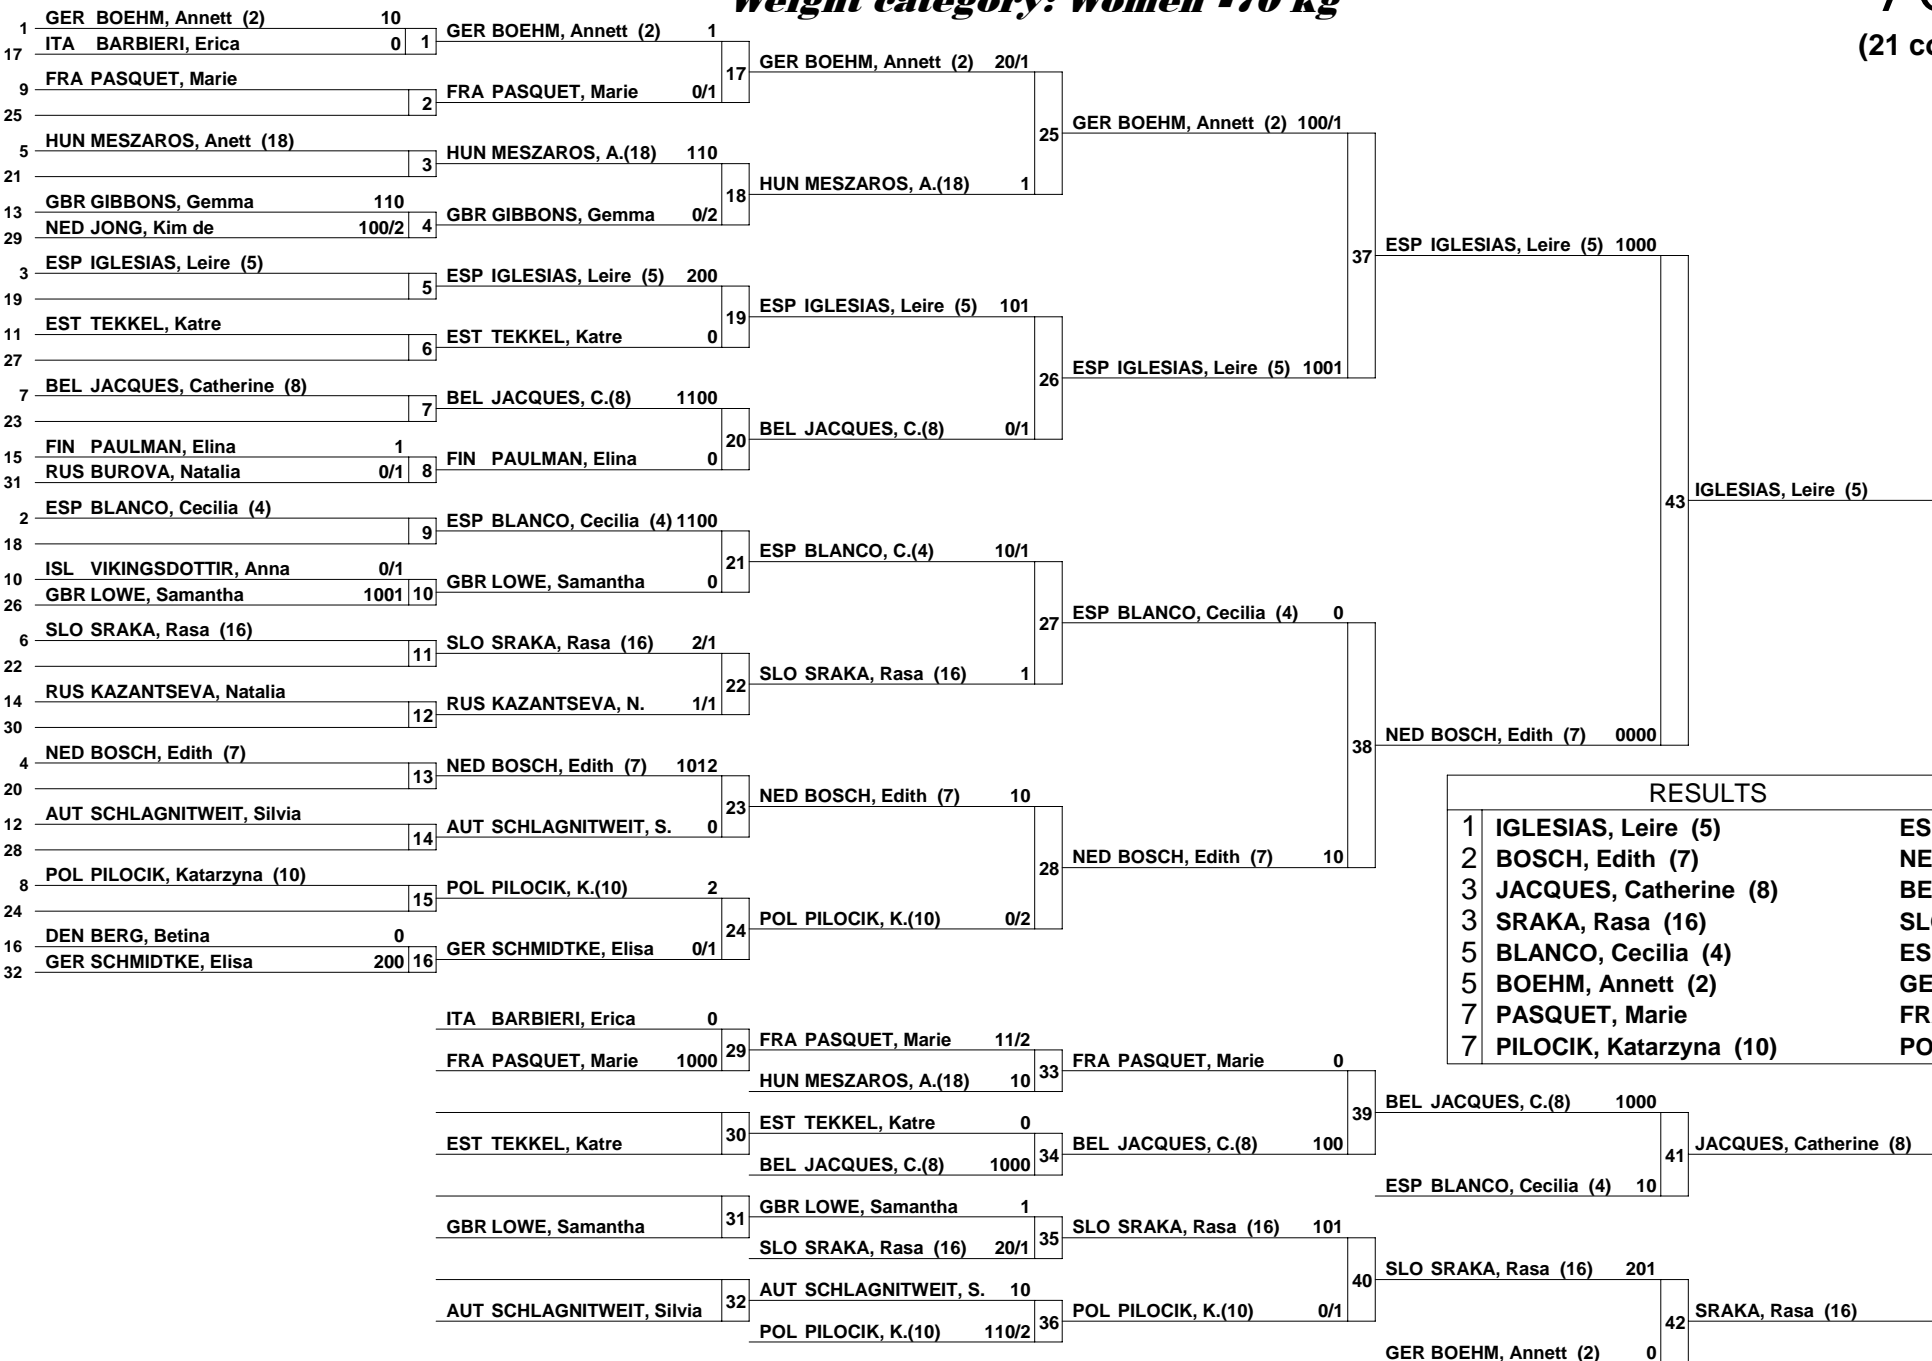 Weight category: Women -70 kg
(21 co
1 GER BOEHM, Annett (2) 10
17 ITA BARBIERI, Erica 0
1
9 FRA PASQUET, Marie
25
2
5 HUN MESZAROS, Anett (18)
21
3
13 GBR GIBBONS, Gemma 110
29 NED JONG, Kim de 100/2
4
3 ESP IGLESIAS, Leire (5)
19
5
11 EST TEKKEL, Katre
27
6
7 BEL JACQUES, Catherine (8)
23
7
15 FIN PAULMAN, Elina 1
31 RUS BUROVA, Natalia 0/1
8
2 ESP BLANCO, Cecilia (4)
18
9
10 ISL VIKINGSDOTTIR, Anna 0/1
26 GBR LOWE, Samantha 1001
10
6 SLO SRAKA, Rasa (16)
22
11
14 RUS KAZANTSEVA, Natalia
30
12
4 NED BOSCH, Edith (7)
20
13
12 AUT SCHLAGNITWEIT, Silvia
28
14
8 POL PILOCIK, Katarzyna (10)
24
15
16 DEN BERG, Betina 0
32 GER SCHMIDTKE, Elisa 200
16
GER BOEHM, Annett (2) 1
17
FRA PASQUET, Marie 0/1
HUN MESZAROS, A.(18) 110
18
GBR GIBBONS, Gemma 0/2
ESP IGLESIAS, Leire (5) 200
19
EST TEKKEL, Katre 0
BEL JACQUES, C.(8) 1100
20
FIN PAULMAN, Elina 0
ESP BLANCO, Cecilia (4) 1100
21
GBR LOWE, Samantha 0
SLO SRAKA, Rasa (16) 2/1
22
RUS KAZANTSEVA, N. 1/1
NED BOSCH, Edith (7) 1012
23
AUT SCHLAGNITWEIT, S. 0
POL PILOCIK, K.(10) 2
24
GER SCHMIDTKE, Elisa 0/1
GER BOEHM, Annett (2) 20/1
25
HUN MESZAROS, A.(18) 1
ESP IGLESIAS, Leire (5) 101
26
BEL JACQUES, C.(8) 0/1
ESP BLANCO, C.(4) 10/1
27
SLO SRAKA, Rasa (16) 1
NED BOSCH, Edith (7) 10
28
POL PILOCIK, K.(10) 0/2
GER BOEHM, Annett (2) 100/1
37
ESP IGLESIAS, Leire (5) 1001
ESP BLANCO, Cecilia (4) 0
38
NED BOSCH, Edith (7) 10
ESP IGLESIAS, Leire (5) 1000
43
NED BOSCH, Edith (7) 0000
IGLESIAS, Leire (5)
RESULTS
1 IGLESIAS, Leire (5) ES
2 BOSCH, Edith (7) NE
3 JACQUES, Catherine (8) BE
3 SRAKA, Rasa (16) SL
5 BLANCO, Cecilia (4) ES
5 BOEHM, Annett (2) GE
7 PASQUET, Marie FR
7 PILOCIK, Katarzyna (10) PO
ITA BARBIERI, Erica 0
29
FRA PASQUET, Marie 1000
30
EST TEKKEL, Katre
31
GBR LOWE, Samantha
32
AUT SCHLAGNITWEIT, Silvia
FRA PASQUET, Marie 11/2
33
HUN MESZAROS, A.(18) 10
EST TEKKEL, Katre 0
34
BEL JACQUES, C.(8) 1000
GBR LOWE, Samantha 1
35
SLO SRAKA, Rasa (16) 20/1
AUT SCHLAGNITWEIT, S. 10
36
POL PILOCIK, K.(10) 110/2
FRA PASQUET, Marie 0
39
BEL JACQUES, C.(8) 100
SLO SRAKA, Rasa (16) 101
40
POL PILOCIK, K.(10) 0/1
BEL JACQUES, C.(8) 1000
41
ESP BLANCO, Cecilia (4) 10
SLO SRAKA, Rasa (16) 201
42
GER BOEHM, Annett (2) 0
JACQUES, Catherine (8)
SRAKA, Rasa (16)